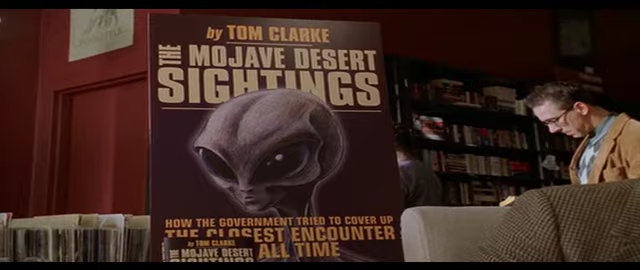 by TOM CLARKE
THE MOJAVE DESERT
SIGHTINGS
HOW THE GOVERNMENT TRIED TO COVER UP
THE CLOSEST ENCOUNTER
ALL TIME
by TOM CLARKE
THE MOJAVE DESERT
SIGHTINGS